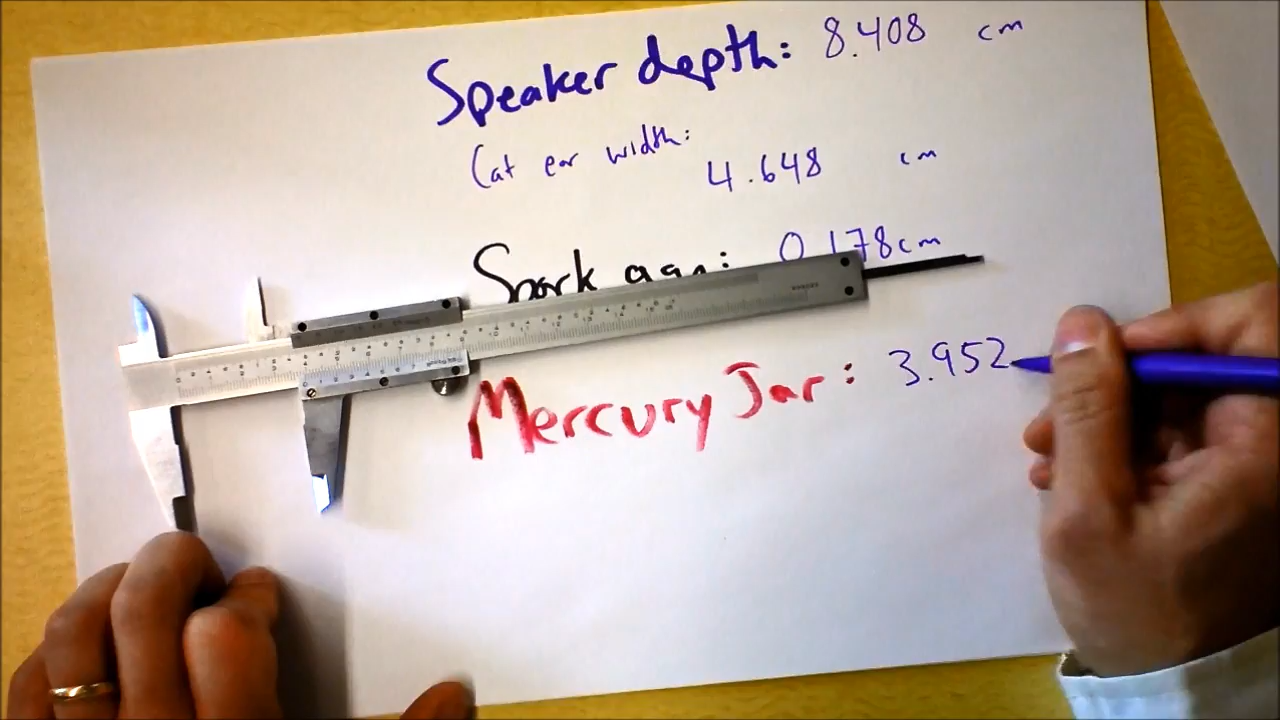 Speaker depth: 8.408 cm
Cat ear width:
4.648 cm
Spark gap: 0.178cm
Mercury Jar: 3.952